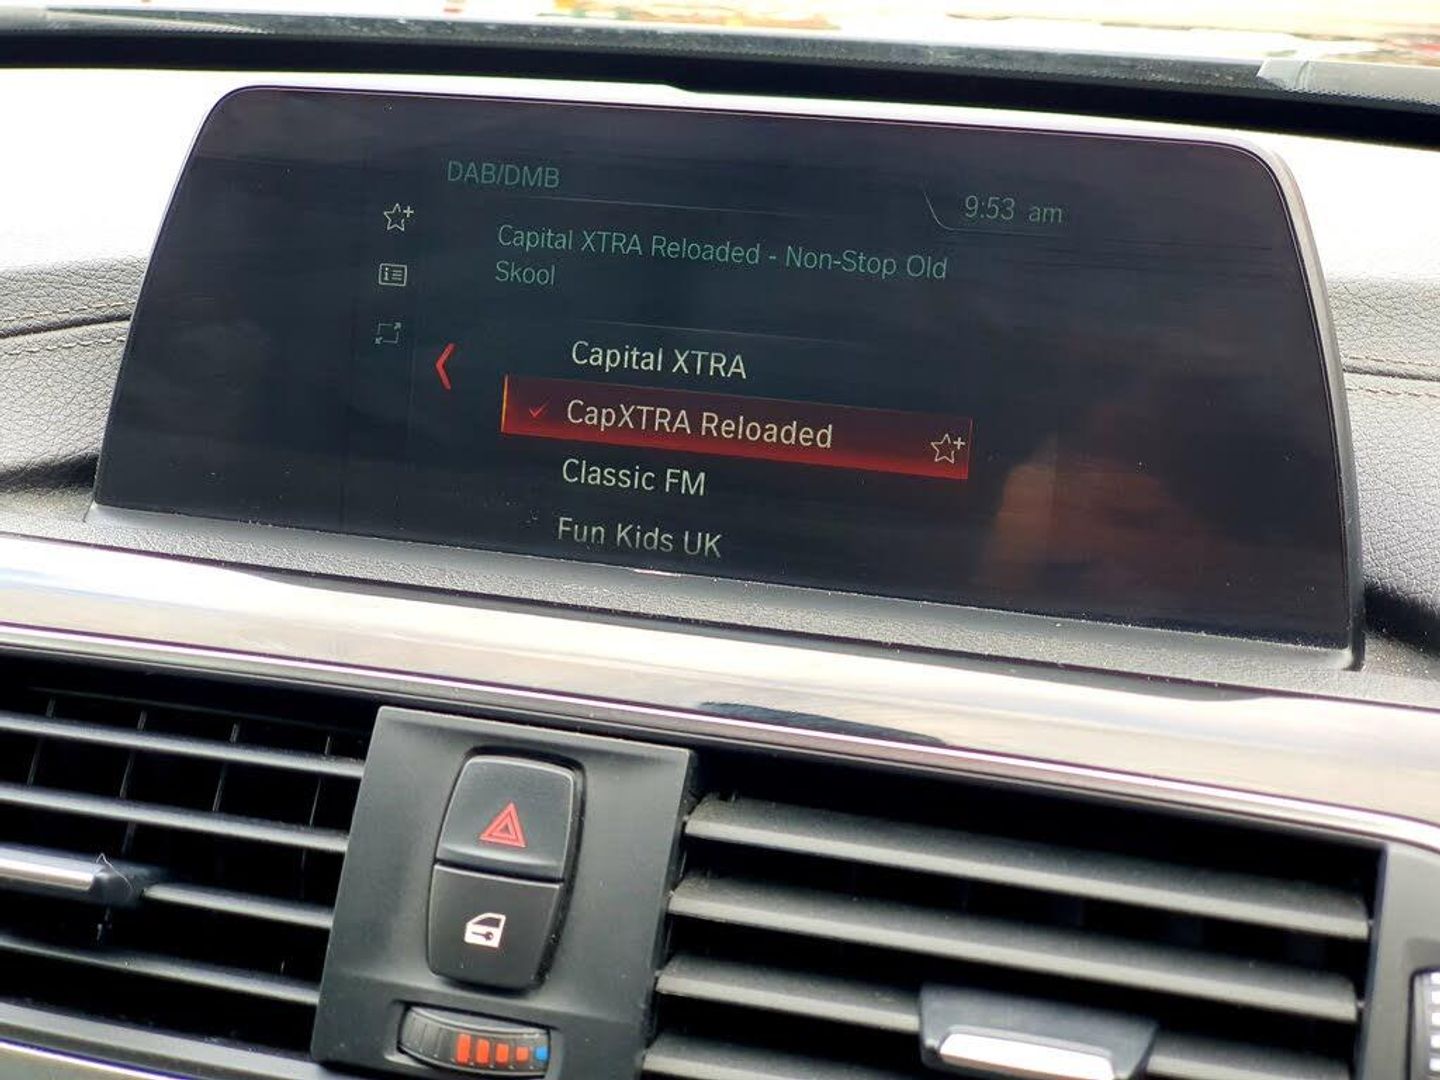 DAB/DMB
9:53 am
Capital XTRA Reloaded - Non-Stop Old
Skool
Capital XTRA
CapXTRA Reloaded
Classic FM
Fun Kids UK